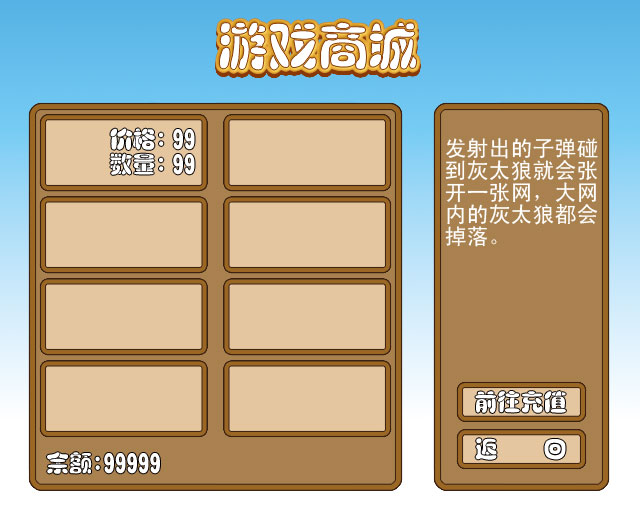 游戏商城
价格:99
数量:99
发射出的子弹碰
到灰太狼就会张
开一张网，大网
内的灰太狼都会
掉落。
余额:99999
前往充值
返 回